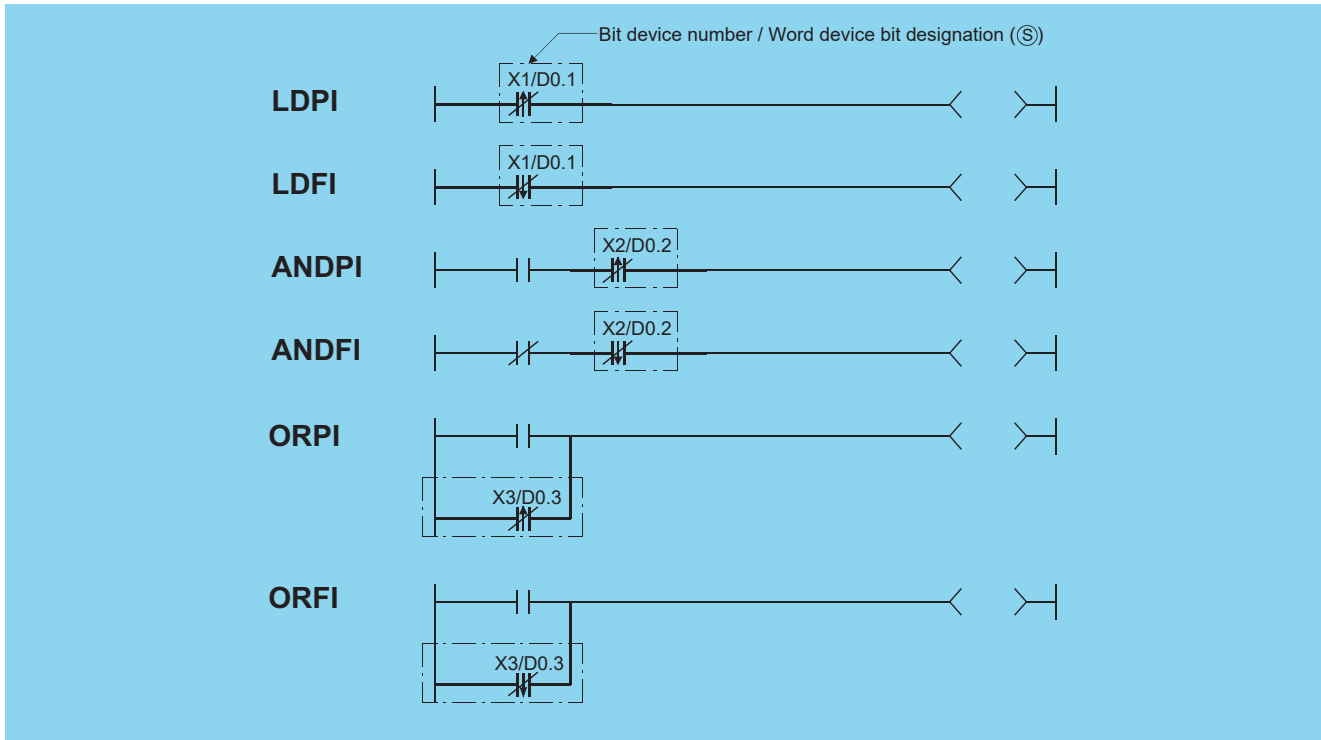 Bit device number / Word device bit designation (Ⓢ)
X1/D0.1
LDPI
X1/D0.1
LDFI
X2/D0.2
ANDPI
X2/D0.2
ANDFI
ORPI
X3/D0.3
ORFI
X3/D0.3